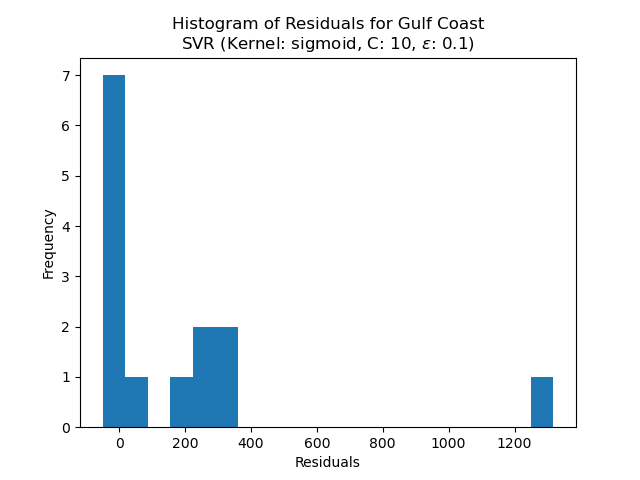 Histogram of Residuals for Gulf Coast
SVR (Kernel: sigmoid, C: 10, ε: 0.1)
7
6
5
4
3
2
1
0
Frequency
0 200 400 600 800 1000 1200
Residuals